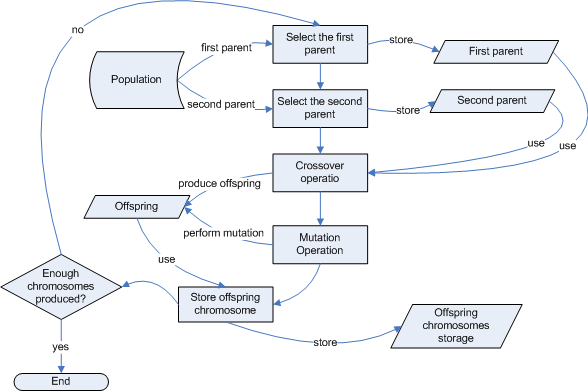 no
Select the first
parent
store
First parent
first parent
Population
second parent
Select the second
parent
store
Second parent
use
use
Crossover
operatio
produce offspring
Offspring
perform mutation
Mutation
Operation
use
Enough
chromosomes
produced?
Store offspring
chromosome
store
Offspring
chromosomes
storage
yes
End